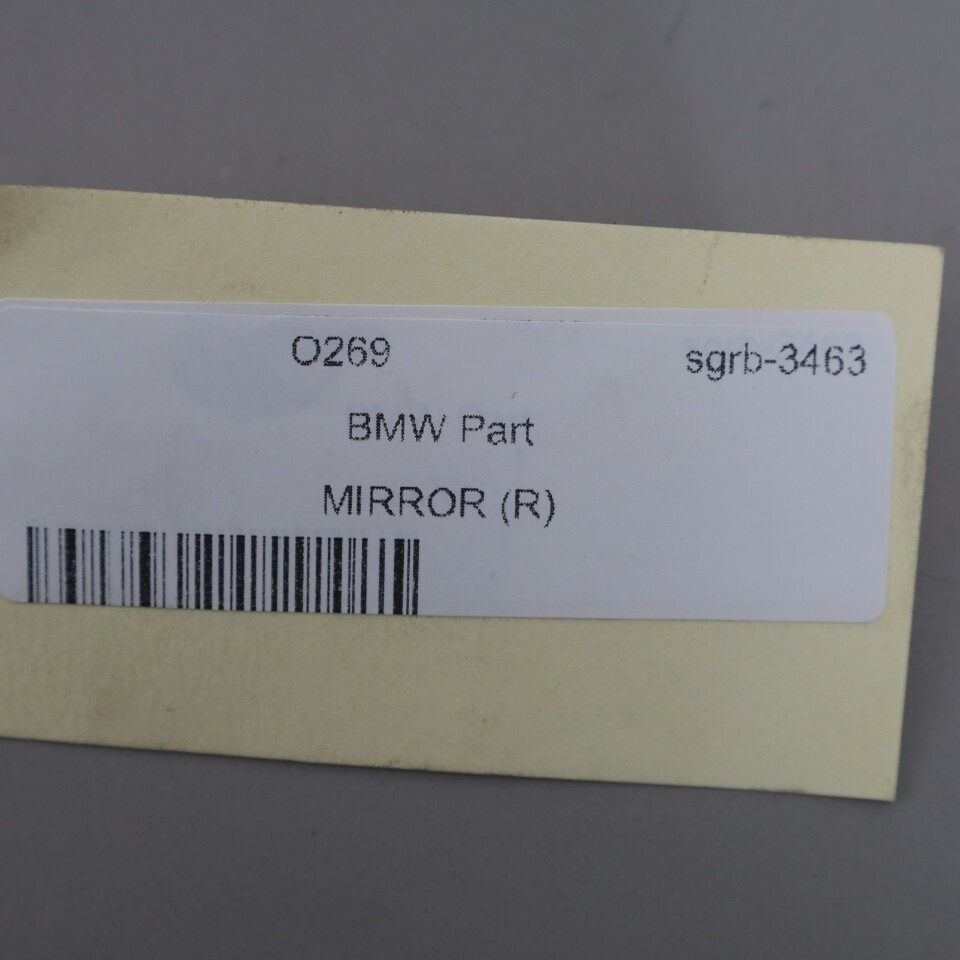 O269 sgrb-3463
BMW Part
MIRROR (R)